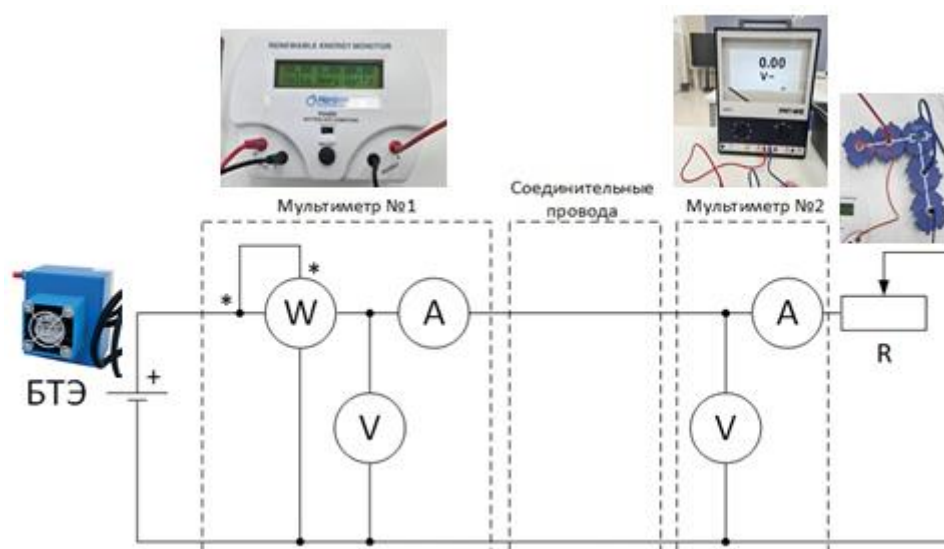 RENEWABLE ENERGY MONITOR
0.00
V~
Мультиметр №1
Соединительные
провода
Мультиметр №2
*
*
W
A
A
R
БТЭ
+
V
V